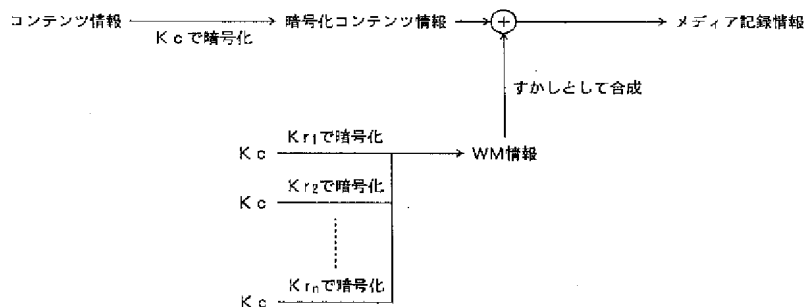 コンテンツ情報
Kcで暗号化
暗号化コンテンツ情報
メディア記録情報
すかしとして合成
Kc
Kr1で暗号化
WM情報
Kc
Kr2で暗号化
Kc
Krnで暗号化